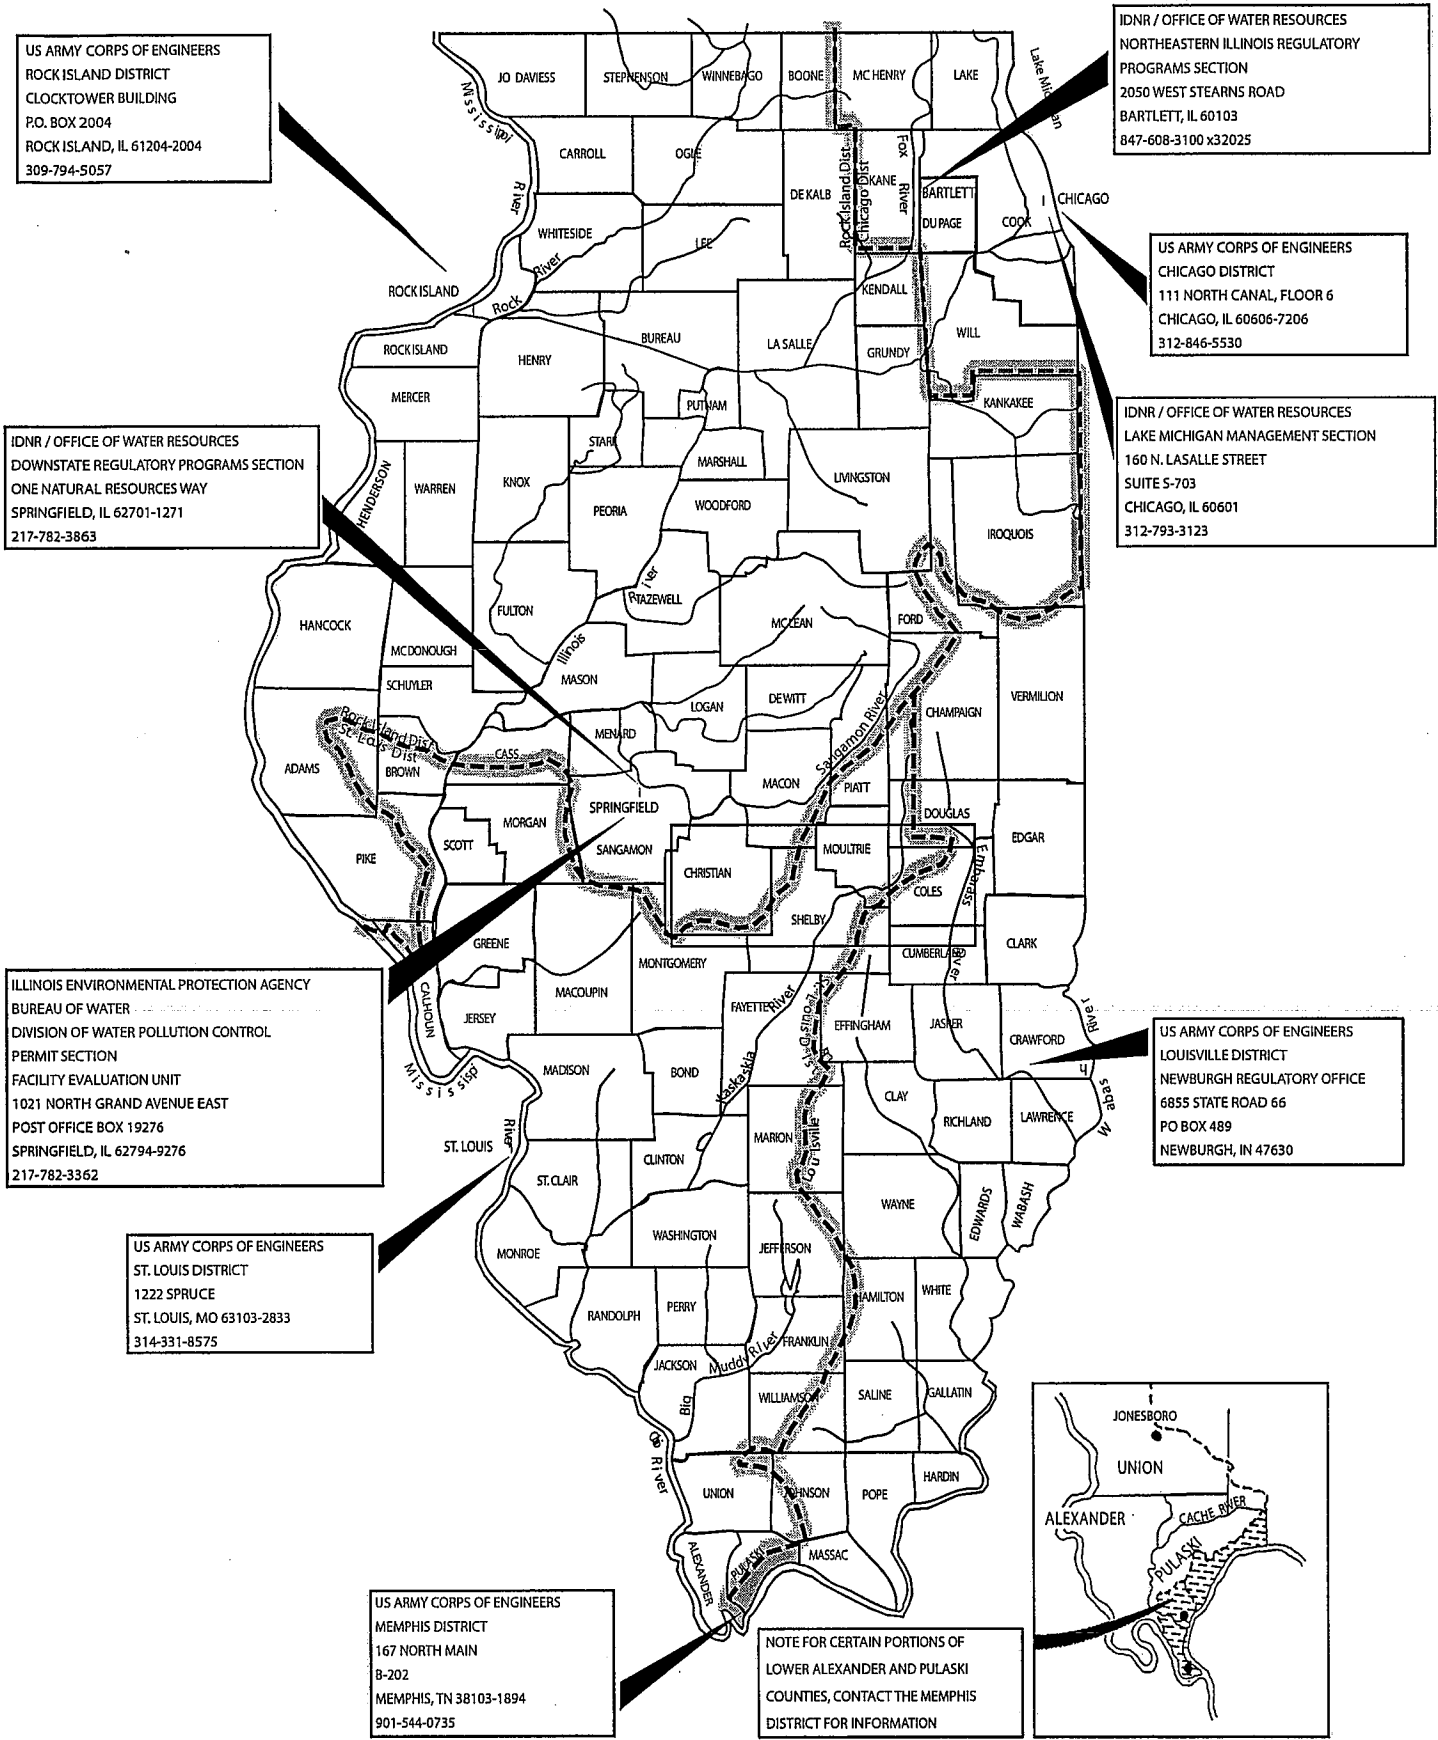 US ARMY CORPS OF ENGINEERS
ROCK ISLAND DISTRICT
CLOCKTOWER BUILDING
P.O. BOX 2004
ROCK ISLAND, IL 61204-2004
309-794-5057
IDNR / OFFICE OF WATER RESOURCES
NORTHEASTERN ILLINOIS REGULATORY
PROGRAMS SECTION
2050 WEST STEARNS ROAD
BARTLETT, IL 60103
847-608-3100 x32025
US ARMY CORPS OF ENGINEERS
CHICAGO DISTRICT
111 NORTH CANAL, FLOOR 6
CHICAGO, IL 60606-7206
312-846-5530
IDNR / OFFICE OF WATER RESOURCES
LAKE MICHIGAN MANAGEMENT SECTION
160 N. LASALLE STREET
SUITE S-703
CHICAGO, IL 60601
312-793-3123
IDNR / OFFICE OF WATER RESOURCES
DOWNSTATE REGULATORY PROGRAMS SECTION
ONE NATURAL RESOURCES WAY
SPRINGFIELD, IL 62701-1271
217-782-3863
ILLINOIS ENVIRONMENTAL PROTECTION AGENCY
BUREAU OF WATER
DIVISION OF WATER POLLUTION CONTROL
PERMIT SECTION
FACILITY EVALUATION UNIT
1021 NORTH GRAND AVENUE EAST
POST OFFICE BOX 19276
SPRINGFIELD, IL 62794-9276
217-782-3362
US ARMY CORPS OF ENGINEERS
LOUISVILLE DISTRICT
NEWBURGH REGULATORY OFFICE
6855 STATE ROAD 66
PO BOX 489
NEWBURGH, IN 47630
US ARMY CORPS OF ENGINEERS
ST. LOUIS DISTRICT
1222 SPRUCE
ST. LOUIS, MO 63103-2833
314-331-8575
US ARMY CORPS OF ENGINEERS
MEMPHIS DISTRICT
167 NORTH MAIN
B-202
MEMPHIS, TN 38103-1894
901-544-0735
NOTE FOR CERTAIN PORTIONS OF
LOWER ALEXANDER AND PULASKI
COUNTIES, CONTACT THE MEMPHIS
DISTRICT FOR INFORMATION
JO DAVIESS
STEPHENSON
WINNEBAGO
BOONE
MC HENRY
LAKE
Mississippi
River
CARROLL
OGLE
DE KALB
Rock Island Dist
Chicago Dist
KANE
Fox
River
BARTLETT
DU PAGE
COOK
CHICAGO
WHITESIDE
LEE
ROCK ISLAND
Rock
River
KENDALL
WILL
BUREAU
LA SALLE
GRUNDY
ROCK ISLAND
HENRY
MERCER
PUTNAM
KANKAKEE
STARK
MARSHALL
HENDERSON
WARREN
KNOX
PEORIA
WOODFORD
LIVINGSTON
IROQUOIS
River
TAZEWELL
FULTON
HANCOCK
MC DONOUGH
Illinois
MCLEAN
FORD
SCHUYLER
MASON
LOGAN
DEWITT
Sangamon River
CHAMPAIGN
VERMILION
Rock Island Dist
St. Louis Dist
CASS
MENARD
ADAMS
BROWN
MACON
PIATT
SPRINGFIELD
DOUGLAS
EDGAR
MORGAN
SCOTT
SANGAMON
MOULTRIE
PIKE
CHRISTIAN
COLES
Embarass
River
SHELBY
GREENE
CUMBERLAND
CLARK
MONTGOMERY
CALHOUN
JERSEY
MACOUPIN
FAYETTE
River
Kaskaskia
EFFINGHAM
JASPER
CRAWFORD
River
Mississipi
MADISON
BOND
CLAY
RICHLAND
LAWRENCE
ST. LOUIS
River
MARION
Louisville
CLINTON
ST. CLAIR
WAYNE
EDWARDS
WABASH
MONROE
WASHINGTON
JEFFERSON
HAMILTON
WHITE
RANDOLPH
PERRY
FRANKLIN
JACKSON
Big
Muddy River
WILLIAMSON
SALINE
GALLATIN
River
UNION
JOHNSON
POPE
HARDIN
ALEXANDER
PULASKI
MASSAC
JONESBORO
UNION
ALEXANDER
CACHE RIVER
PULASKI